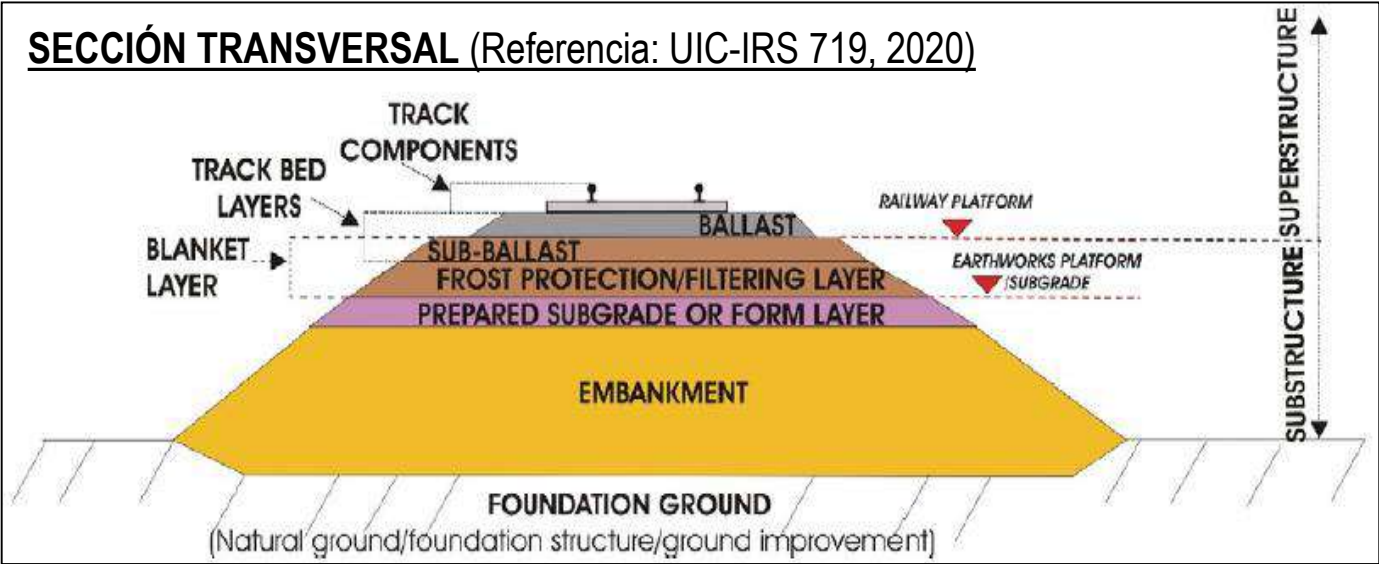 SECCIÓN TRANSVERSAL (Referencia: UIC-IRS 719, 2020)
TRACK
COMPONENTS
TRACK BED
LAYERS
BLANKET
LAYER
BALLAST
SUB-BALLAST
FROST PROTECTION/FILTERING LAYER
PREPARED SUBGRADE OR FORM LAYER
EMBANKMENT
FOUNDATION GROUND
(Natural ground/foundation structure/ground improvement)
RAILWAY PLATFORM
EARTHWORKS PLATFORM
/SUBGRADE
SUPERSTRUCTURE
SUBSTRUCTURE